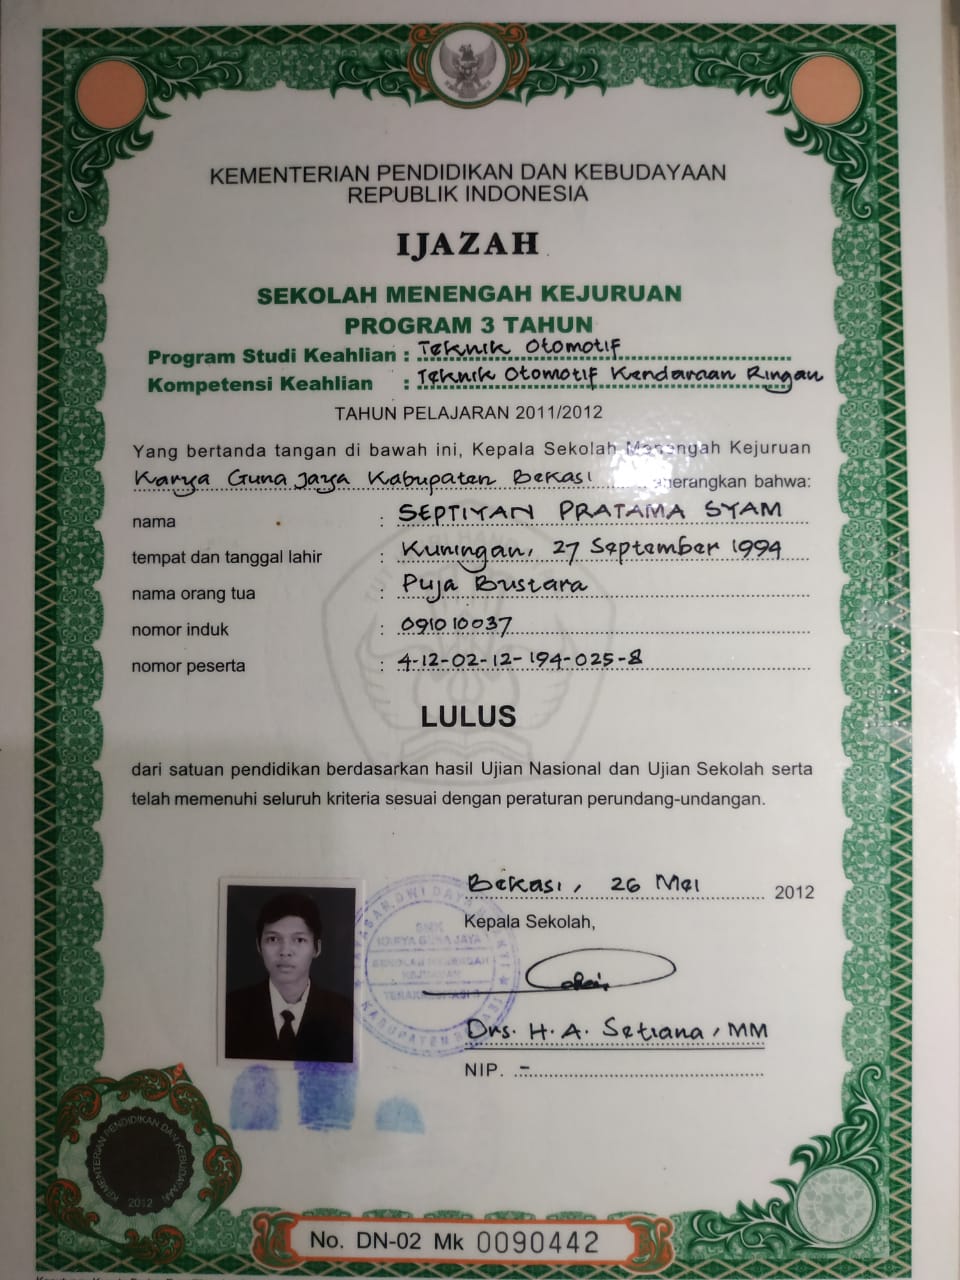 KEMENTERIAN PENDIDIKAN DAN KEBUDAYAAN
REPUBLIK INDONESIA
IJAZAH
SEKOLAH MENENGAH KEJURUAN
PROGRAM 3 TAHUN
Program Studi Keahlian : Teknik Otomotif
Kompetensi Keahlian : Teknik Otomotif Kendaraan Ringan
TAHUN PELAJARAN 2011/2012
Yang bertanda tangan di bawah ini, Kepala Sekolah Menengah Kejuruan
Karya Guna Jaya Kabupaten Bekasi menerangkan bahwa:
nama : SEPTIYAN PRATAMA SYAM
tempat dan tanggal lahir : Kuningan, 27 September 1994
nama orang tua : Puja Bustara
nomor induk : 091010037
nomor peserta : 4-12-02-12-194-025-8
LULUS
dari satuan pendidikan berdasarkan hasil Ujian Nasional dan Ujian Sekolah serta
telah memenuhi seluruh kriteria sesuai dengan peraturan perundang-undangan.
Bekasi, 26 Mei 2012
Kepala Sekolah,
SMK
KARYA GUNA JAYA
SEKOLAH MENENGAH
KEJURUAN
KABUPATEN BEKASI
Drs. H. A. Setiana, MM
NIP. -
KEMENTERIAN PENDIDIKAN DAN KEBUDAYAAN
2012
No. DN-02 Mk 0090442